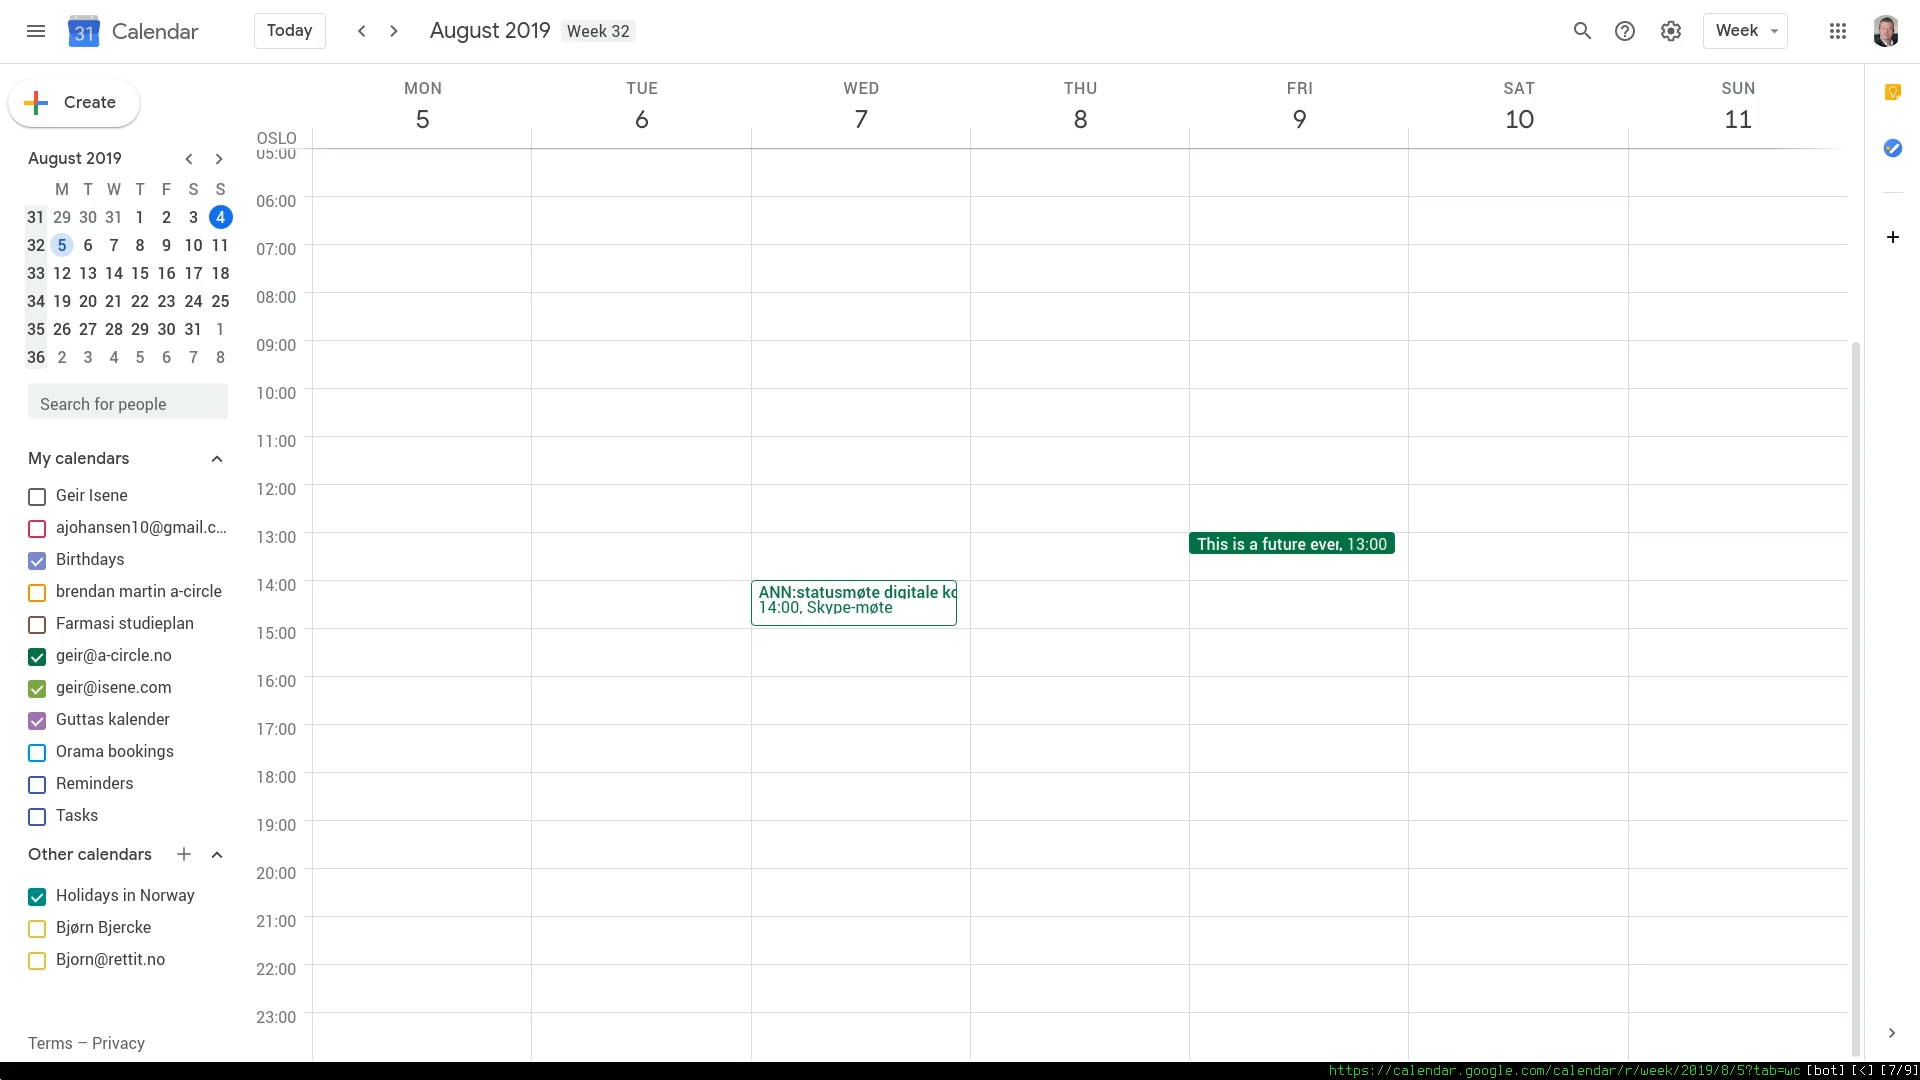 31 Calendar Today August 2019 Week 32 Week
Create
MON TUE WED THU FRI SAT SUN
5 6 7 8 9 10 11
OSLO
August 2019
M T W T F S S
31 29 30 31 1 2 3 4
32 5 6 7 8 9 10 11
33 12 13 14 15 16 17 18
34 19 20 21 22 23 24 25
35 26 27 28 29 30 31 1
36 2 3 4 5 6 7 8
Search for people
My calendars
Geir Isene
ajohansen10@gmail.c...
Birthdays
brendan martin a-circle
Farmasi studieplan
geir@a-circle.no
geir@isene.com
Guttas kalender
Orama bookings
Reminders
Tasks
Other calendars
Holidays in Norway
Bjørn Bjercke
Bjorn@rettit.no
Terms – Privacy
05:00
06:00
07:00
08:00
09:00
10:00
11:00
12:00
13:00
14:00
15:00
16:00
17:00
18:00
19:00
20:00
21:00
22:00
23:00
This is a future ever, 13:00
ANN:statusmøte digitale kc
14:00, Skype-møte
https://calendar.google.com/calendar/r/week/2019/8/5?tab=wc [bot] [<] [7/9]